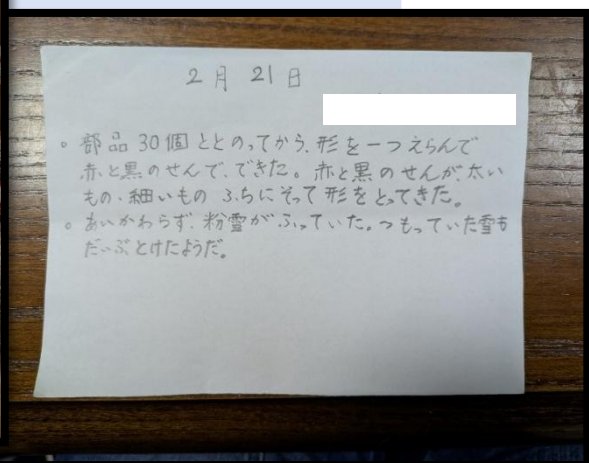 2月 21日
。部品30個ととのってから、形を一つえらんで
赤と黒のせんで、できた。赤と黒のせんが、太い
もの・細いもの ふちにそって形をとってきた。
。あいかわらず、粉雪がふっていた。つもっていた雪も
だいぶとけたようだ。